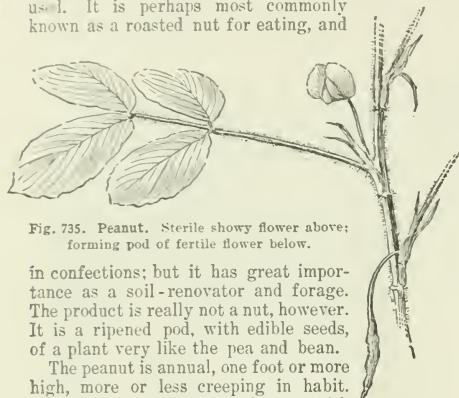 It is perhaps most commonly
known as a roasted nut for eating, and
Fig. 735. Peanut. Sterile showy flower above;
forming pod of fertile flower below.
in confections; but it has great impor-
tance as a soil-renovator and forage.
The product is really not a nut, however.
It is a ripened pod, with edible seeds,
of a plant very like the pea and bean.
The peanut is annual, one foot or more
high, more or less creeping in habit.